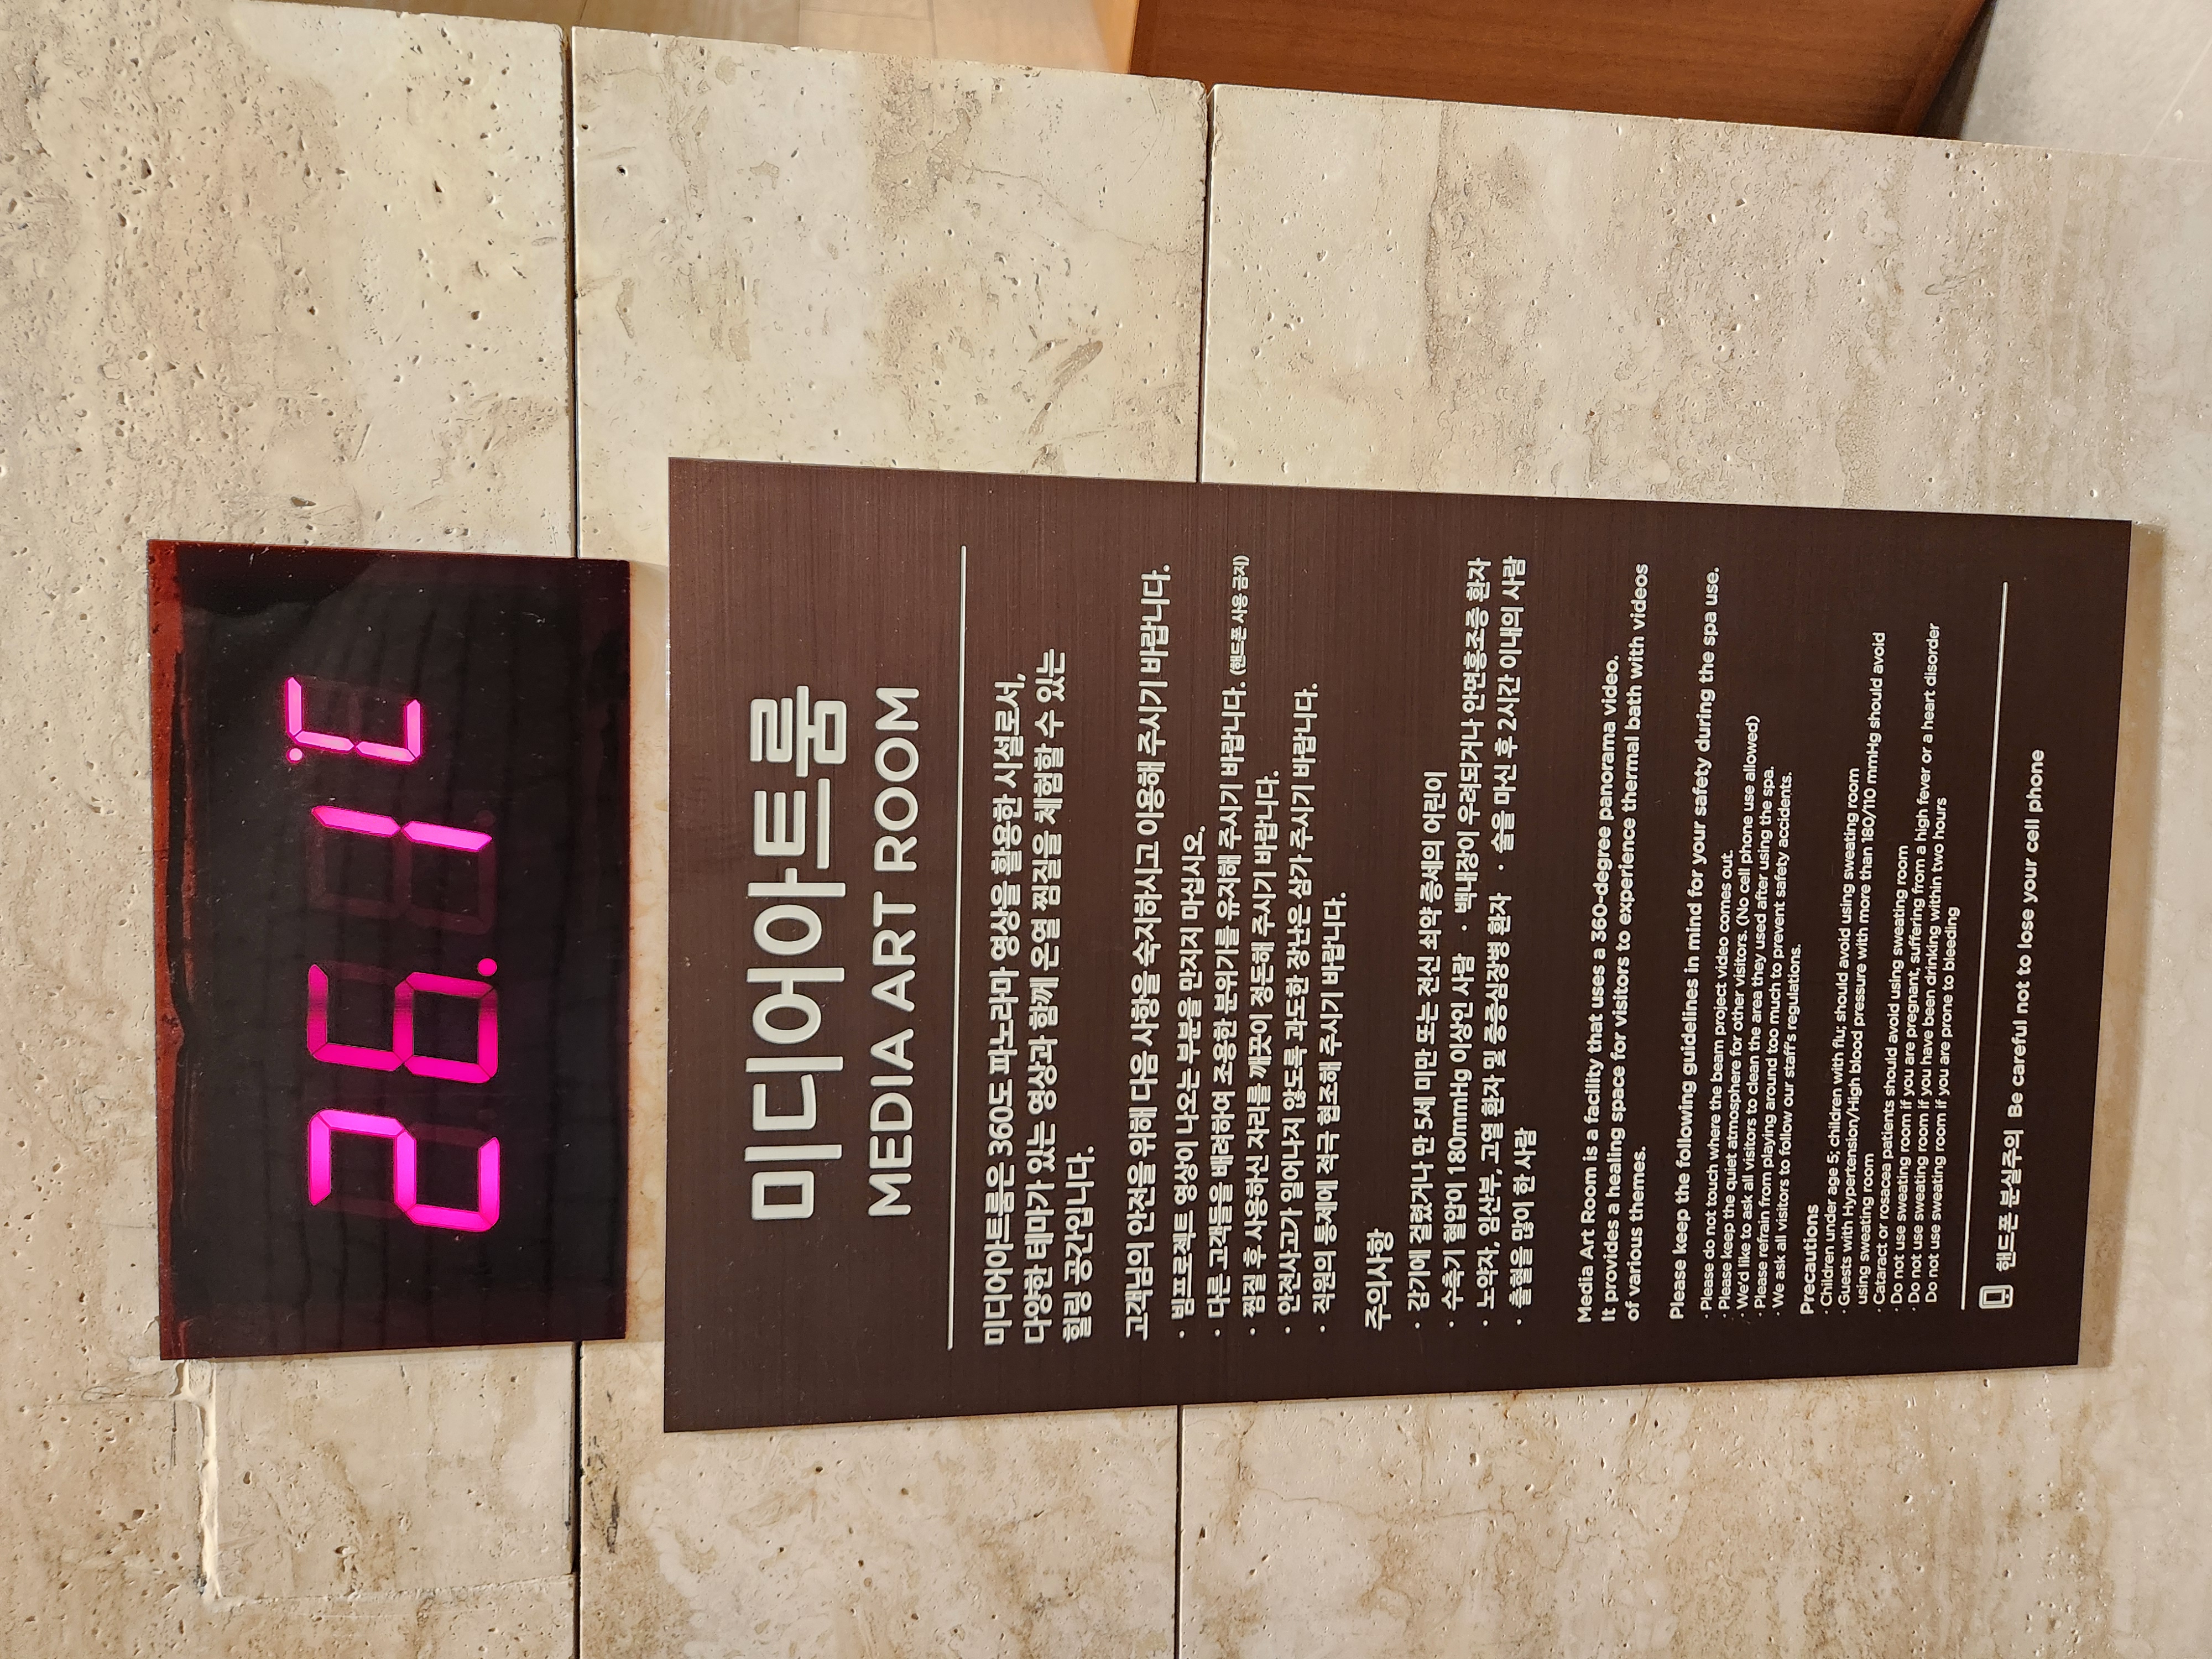 26.1°C
미디어아트룸
MEDIA ART ROOM
미디어아트룸은 360도 파노라마 영상을 활용한 시설로서,
다양한 테마가 있는 영상과 함께 온열 찜질을 체험할 수 있는
힐링 공간입니다.
고객님의 안전을 위해 다음 사항을 숙지하시고 이용해 주시기 바랍니다.
· 빔프로젝트 영상이 나오는 부분을 만지지 마십시오.
· 다른 고객들을 배려하여 조용한 분위기를 유지해 주시기 바랍니다. (핸드폰 사용 금지)
· 찜질 후 사용하신 자리를 깨끗이 정돈해 주시기 바랍니다.
· 안전사고가 일어나지 않도록 과도한 장난은 삼가 주시기 바랍니다.
· 직원의 통제에 적극 협조해 주시기 바랍니다.
주의사항
· 감기에 걸렸거나 만 5세 미만 또는 전신 쇠약 증세의 어린이
· 수축기 혈압이 180mmHg 이상인 사람 · 백내장이 우려되거나 안면홍조증 환자
· 노약자, 임산부, 고열 환자 및 중증심장병 환자 · 술을 마신 후 2시간 이내의 사람
· 출혈을 많이 한 사람
Media Art Room is a facility that uses a 360-degree panorama video.
It provides a healing space for visitors to experience thermal bath with videos
of various themes.
Please keep the following guidelines in mind for your safety during the spa use.
· Please do not touch where the beam project video comes out.
· Please keep the quiet atmosphere for other visitors. (No cell phone use allowed)
· We'd like to ask all visitors to clean the area they used after using the spa.
· Please refrain from playing around too much to prevent safety accidents.
· We ask all visitors to follow our staff's regulations.
Precautions
· Children under age 5; children with flu; should avoid using sweating room
· Guests with Hypertension/High blood pressure with more than 180/110 mmHg should avoid
using sweating room
· Cataract or rosacea patients should avoid using sweating room
· Do not use sweating room if you are pregnant, suffering from a high fever or a heart disorder
· Do not use sweating room if you have been drinking within two hours
Do not use sweating room if you are prone to bleeding
핸드폰 분실주의 Be careful not to lose your cell phone